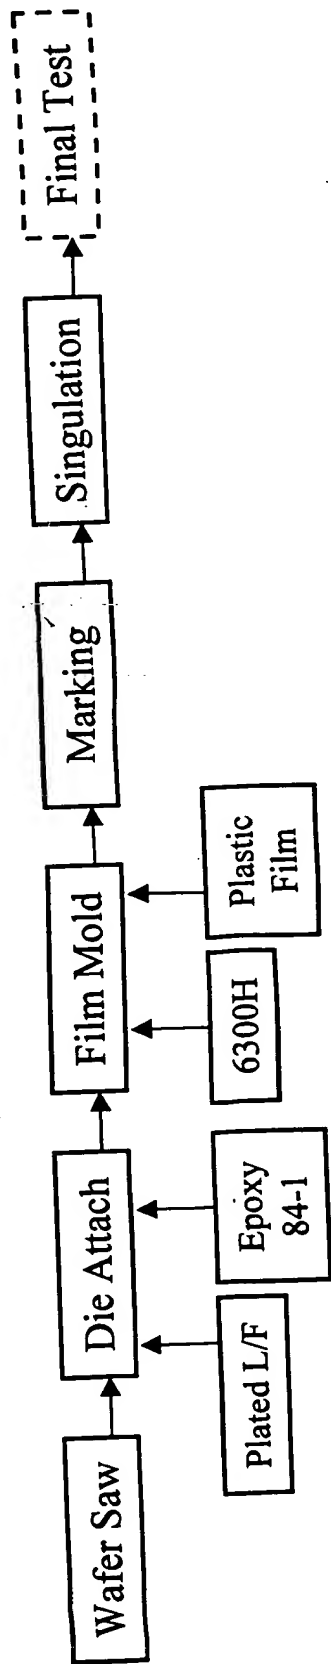 Wafer Saw
Die Attach
Film Mold
Marking
Singulation
Final Test
Plated L/F
Epoxy
84-1
6300H
Plastic
Film